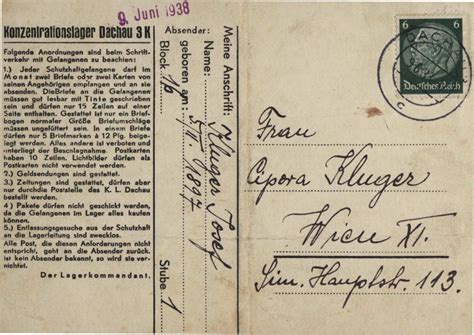 9. Juni 1938
Konzentrationslager Dachau 3 K
Folgende Anordnungen sind beim Schrift-
verkehr mit Gefangenen zu beachten:
1.) Jeder Schutzhaftgefangene darf im
Monat zwei Briefe oder zwei Karten von
seinen Angehörigen empfangen und an sie
absenden. Die Briefe an die Gefangenen
müssen gut lesbar mit Tinte geschrieben
sein und dürfen nur 15 Zeilen auf einer
Seite enthalten. Gestattet ist nur ein Brief-
bogen normaler Größe. Briefumschläge
müssen ungefüttert sein. In einem Briefe
dürfen nur 5 Briefmarken à 12 Pfg. beige-
legt werden. Alles andere ist verboten und
unterliegt der Beschlagnahme. Postkarten
haben 10 Zeilen. Lichtbilder dürfen als
Postkarten nicht verwendet werden.
2.) Geldsendungen sind gestattet.
3.) Zeitungen sind gestattet, dürfen aber
nur durch die Poststelle des K. L. Dachau
bestellt werden.
4.) Pakete dürfen nicht geschickt werden,
da die Gefangenen im Lager alles kaufen
können.
5.) Entlassungsgesuche aus der Schutzhaft
an die Lagerleitung sind zwecklos.
Alle Post, die diesen Anforderungen nicht
entspricht, geht an die Absender zurück.
Ist kein Absender bekannt, so wird sie ver-
nichtet.
Der Lagerkommandant.
Absender:
Meine Anschrift:
Name: Kluger Josef
geboren am: 1897
Block: 16 Stube 1
6 6
Deutsches Reich
DACHAU
c
Frau
Cipora Kluger
Wien XI.
Sim. Hauptstr. 113.